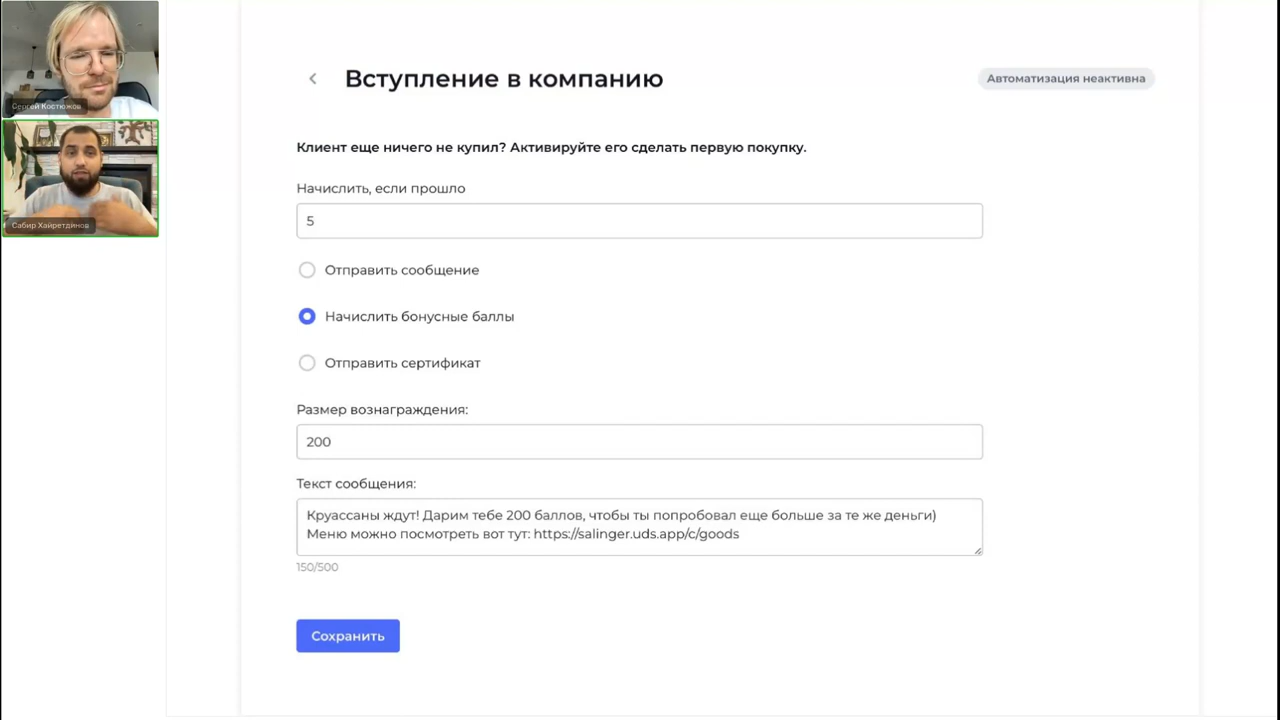 Сергей Костюжов
Сабир Хайретдинов
Вступление в компанию
Автоматизация неактивна
Клиент еще ничего не купил? Активируйте его сделать первую покупку.
Начислить, если прошло
5
Отправить сообщение
Начислить бонусные баллы
Отправить сертификат
Размер вознаграждения:
200
Текст сообщения:
Круассаны ждут! Дарим тебе 200 баллов, чтобы ты попробовал еще больше за те же деньги)
Меню можно посмотреть вот тут: https://salinger.uds.app/c/goods
150/500
Сохранить